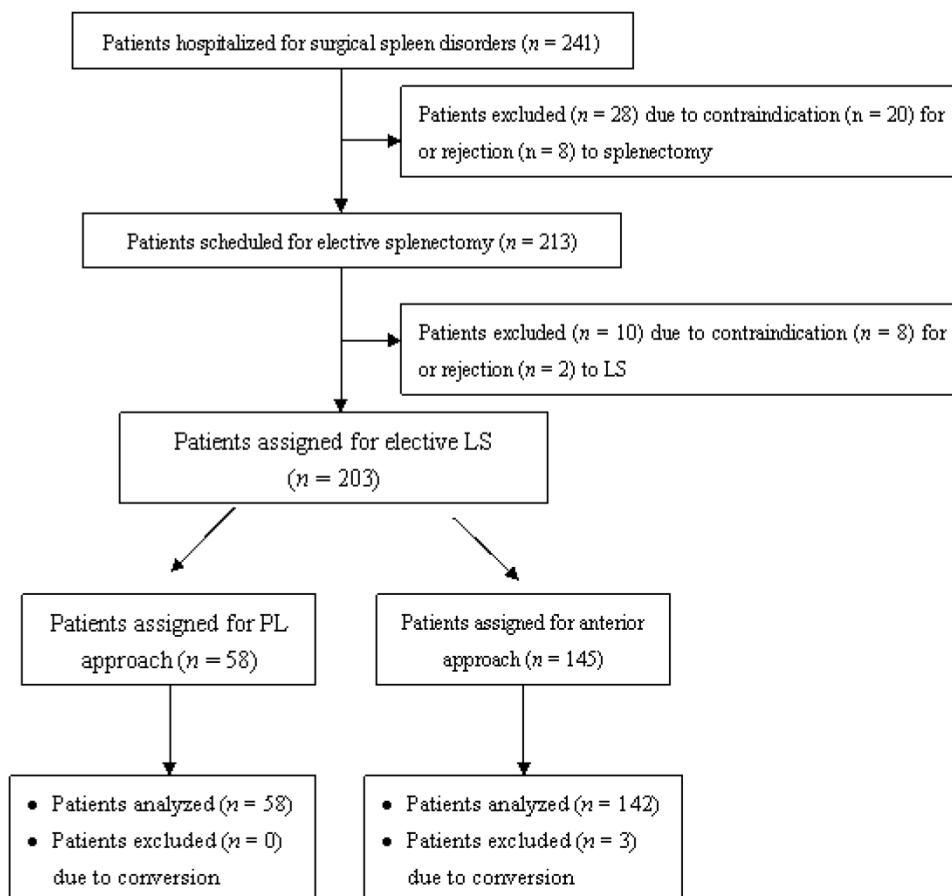 Patients hospitalized for surgical spleen disorders (n = 241)
Patients excluded (n = 28) due to contraindication (n = 20) for
or rejection (n = 8) to splenectomy
Patients scheduled for elective splenectomy (n = 213)
Patients excluded (n = 10) due to contraindication (n = 8) for
or rejection (n = 2) to LS
Patients assigned for elective LS
(n = 203)
Patients assigned for PL
approach (n = 58)
Patients assigned for anterior
approach (n = 145)
• Patients analyzed (n = 58)
• Patients excluded (n = 0)
due to conversion
• Patients analyzed (n = 142)
• Patients excluded (n = 3)
due to conversion